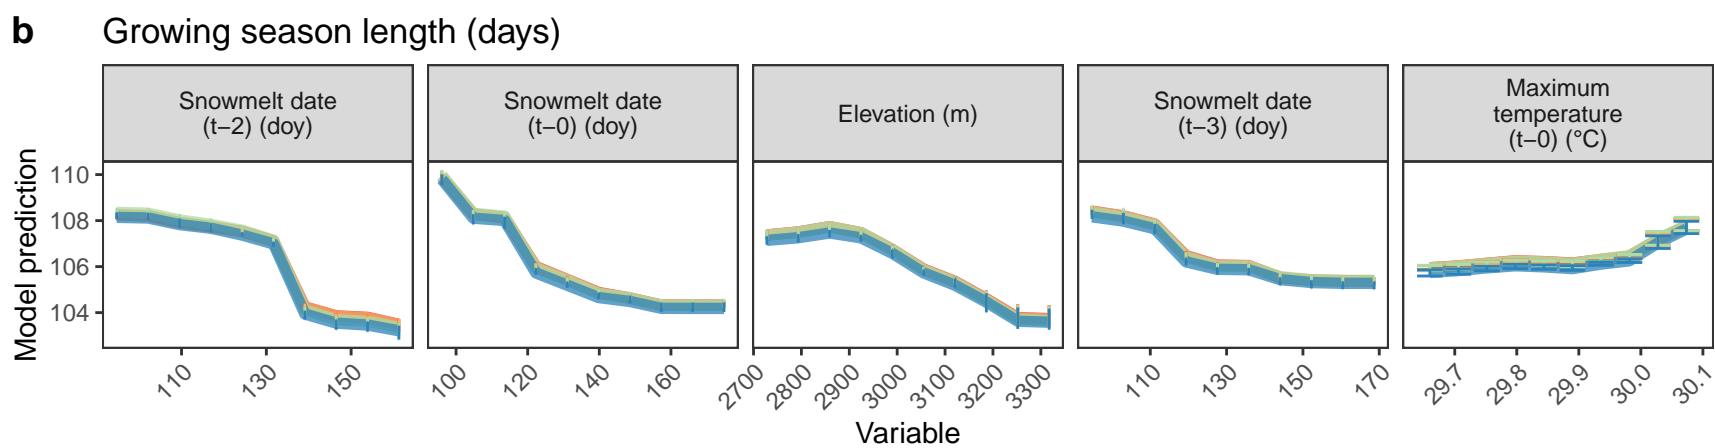 b Growing season length (days)
Snowmelt date
(t−2) (doy)
Snowmelt date
(t−0) (doy)
Elevation (m)
Snowmelt date
(t−3) (doy)
Maximum
temperature
(t−0) (°C)
Model prediction
110
108
106
104
110 130 150
100 120 140 160
2700 2800 2900 3000 3100 3200 3300
110 130 150 170
29.7 29.8 29.9 30.0 30.1
Variable